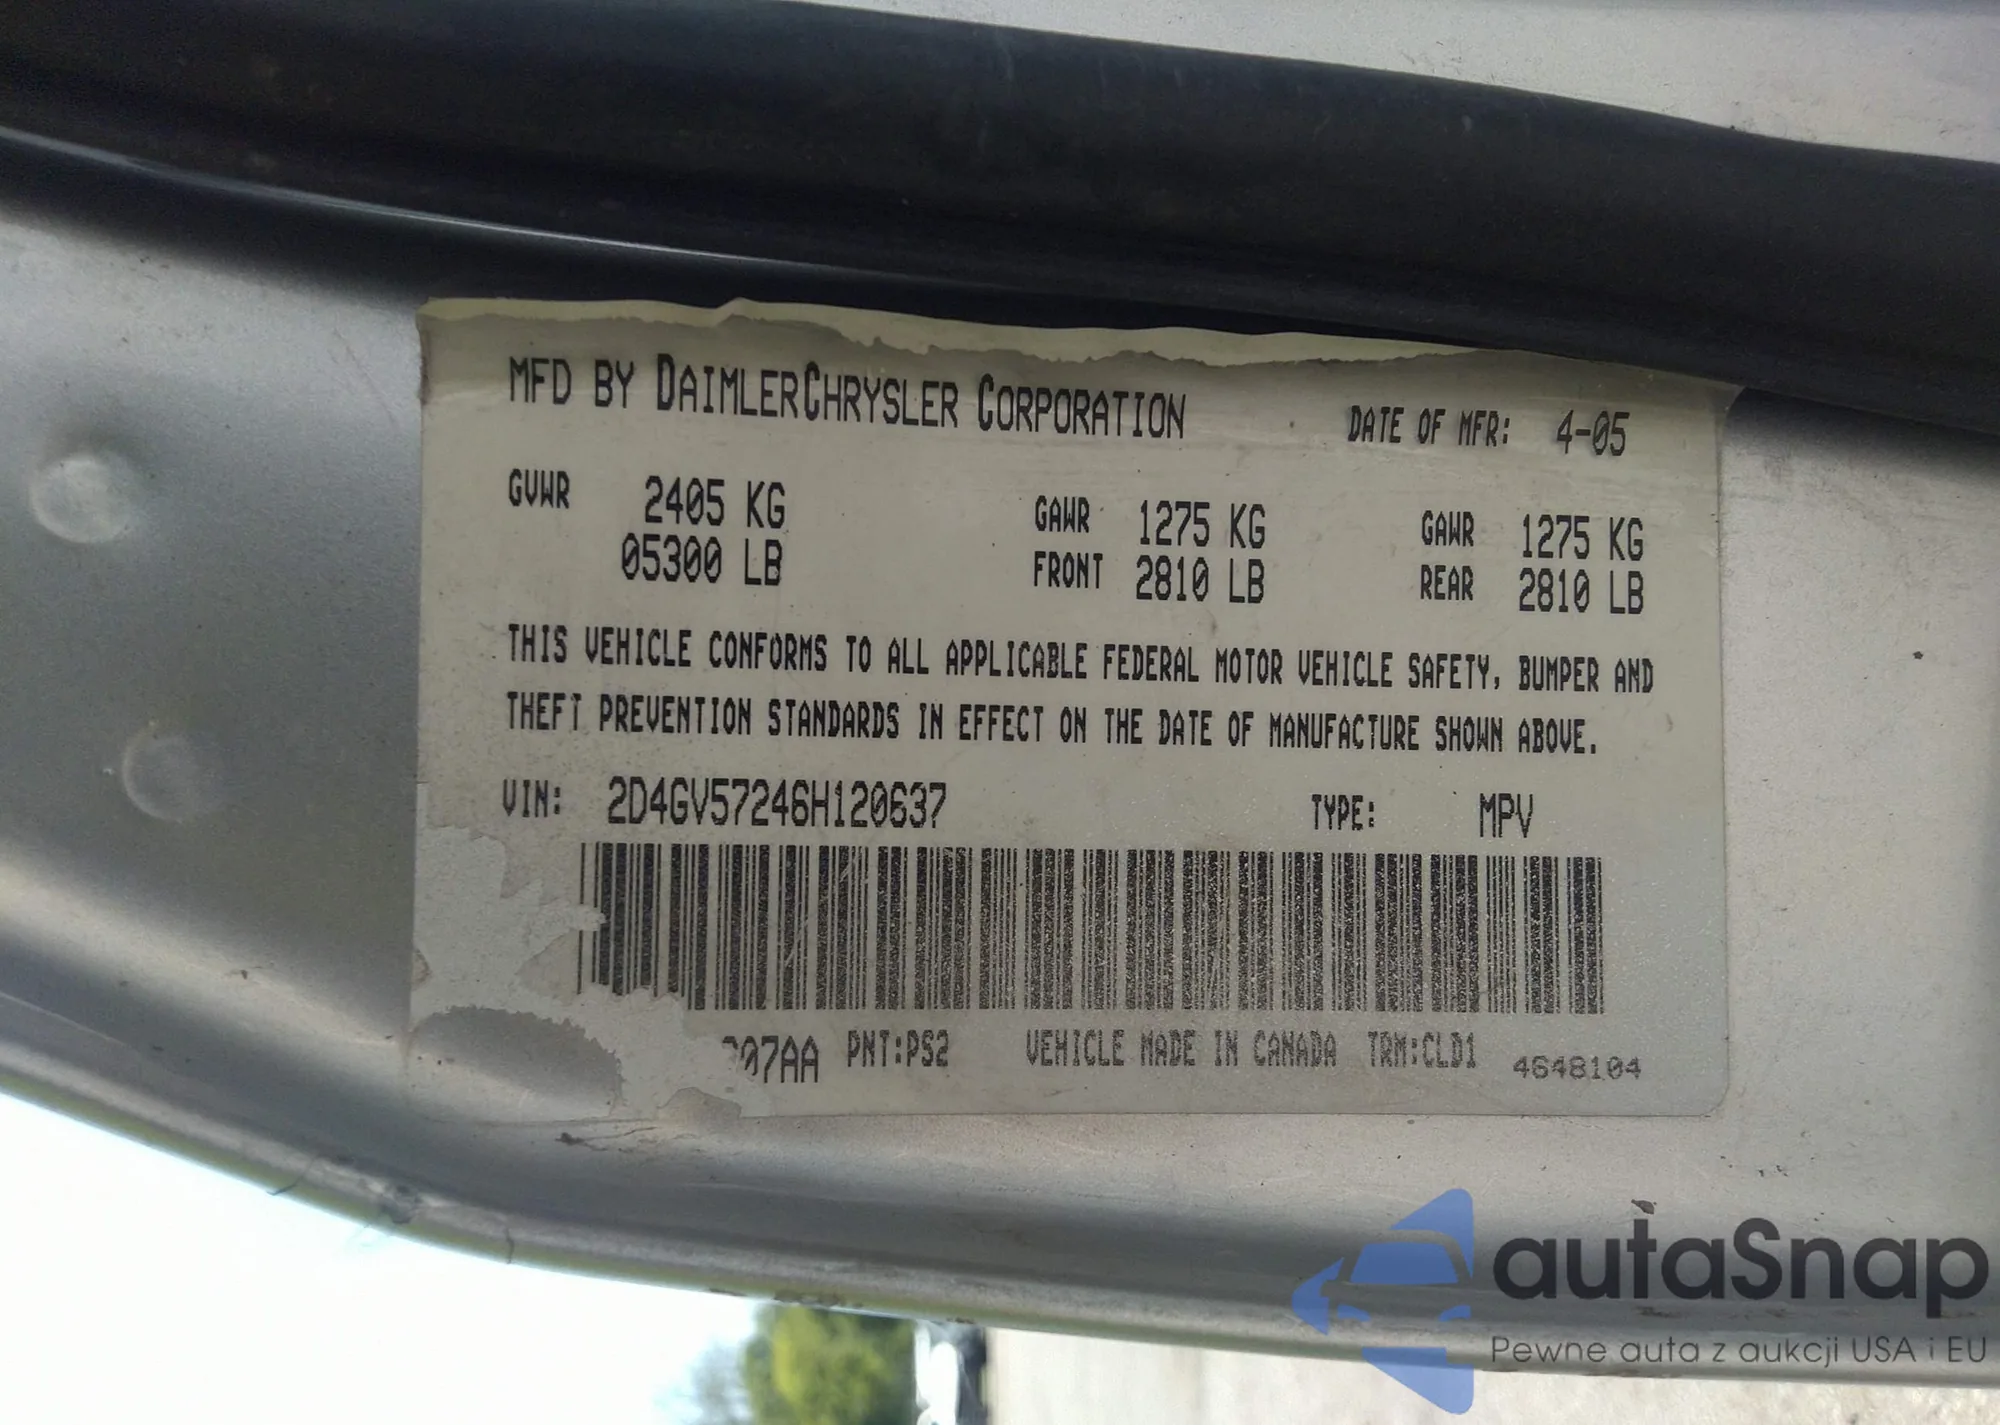 MFD BY DAIMLERCHRYSLER CORPORATION DATE OF MFR: 4-05
GVWR 2405 KG GAWR 1275 KG GAWR 1275 KG
05300 LB FRONT 2810 LB REAR 2810 LB
THIS VEHICLE CONFORMS TO ALL APPLICABLE FEDERAL MOTOR VEHICLE SAFETY, BUMPER AND
THEFT PREVENTION STANDARDS IN EFFECT ON THE DATE OF MANUFACTURE SHOWN ABOVE.
VIN: 2D4GV57246H120637 TYPE: MPV
PNT:PS2 VEHICLE MADE IN CANADA TRM:CLD1 4648104
autaSnap
Pewne auta z aukcji USA i EU